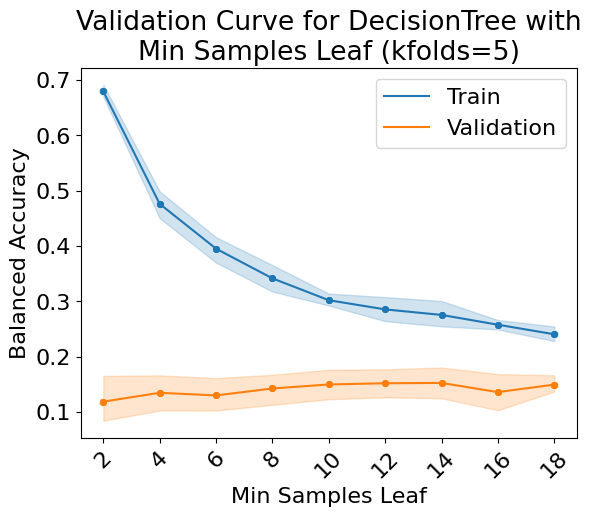 Validation Curve for DecisionTree with
Min Samples Leaf (kfolds=5)
Train
Validation
Balanced Accuracy
0.7
0.6
0.5
0.4
0.3
0.2
0.1
2 4 6 8 10 12 14 16 18
Min Samples Leaf